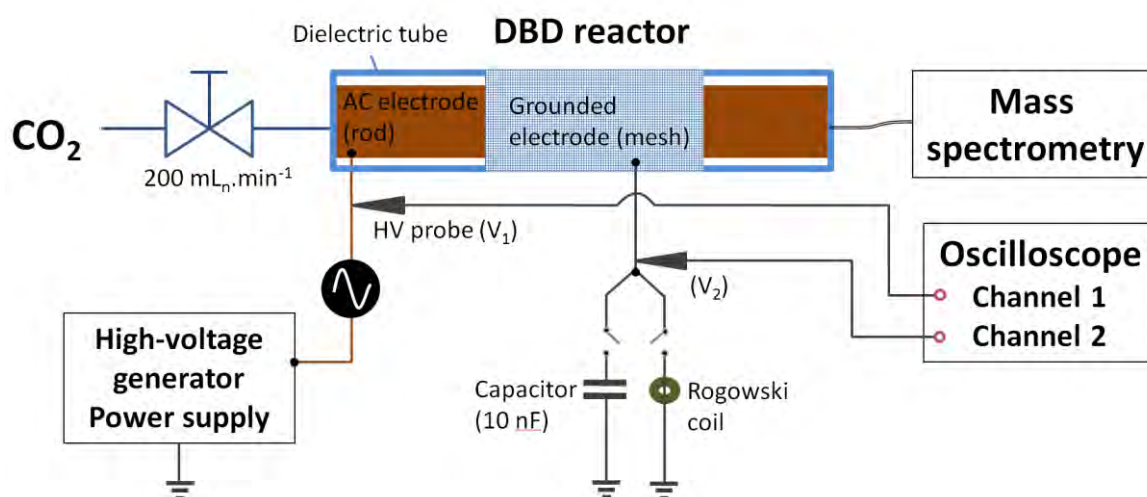 DBD reactor
Dielectric tube
AC electrode
(rod)
Grounded
electrode (mesh)
CO₂
200 mLₙ.min⁻¹
Mass
spectrometry
HV probe (V₁)
(V₂)
Oscilloscope
Channel 1
Channel 2
High-voltage
generator
Power supply
Capacitor
(10 nF)
Rogowski
coil